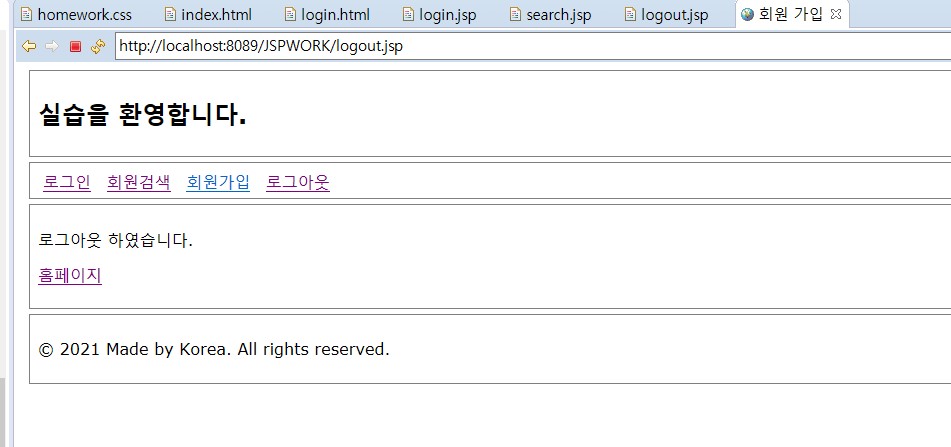 homework.css index.html login.html login.jsp search.jsp logout.jsp 회원 가입
http://localhost:8089/JSPWORK/logout.jsp
실습을 환영합니다.
로그인 회원검색 회원가입 로그아웃
로그아웃 하였습니다.
홈페이지
© 2021 Made by Korea. All rights reserved.